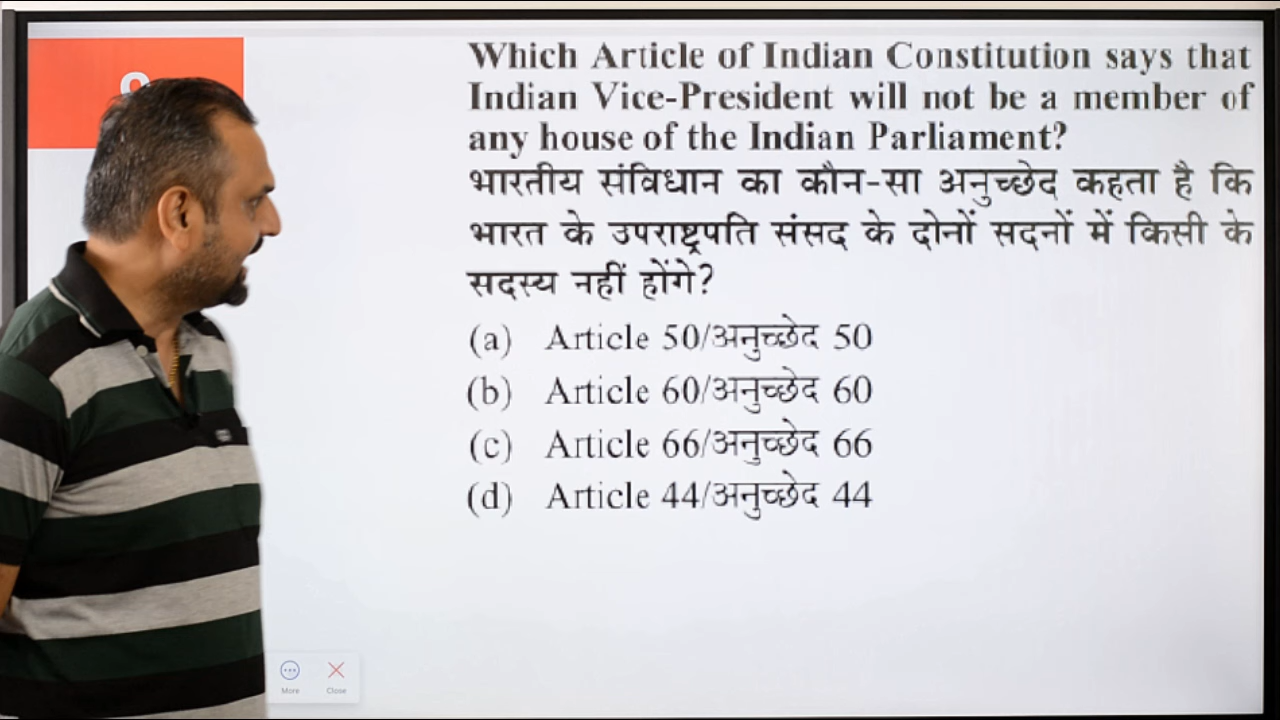 Which Article of Indian Constitution says that
Indian Vice-President will not be a member of
any house of the Indian Parliament?
भारतीय संविधान का कौन-सा अनुच्छेद कहता है कि
भारत के उपराष्ट्रपति संसद के दोनों सदनों में किसी के
सदस्य नहीं होंगे?
(a) Article 50/अनुच्छेद 50
(b) Article 60/अनुच्छेद 60
(c) Article 66/अनुच्छेद 66
(d) Article 44/अनुच्छेद 44
More Close